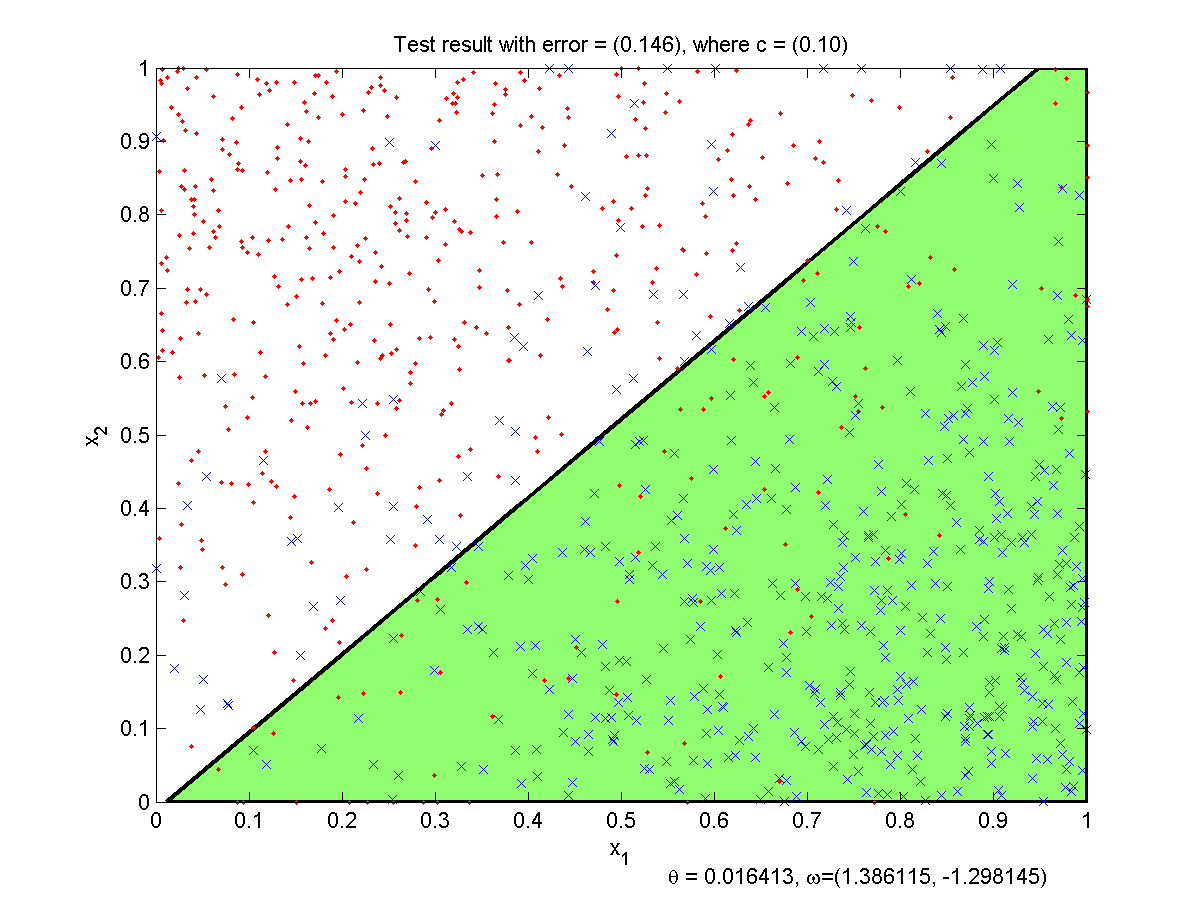 Test result with error = (0.146), where c = (0.10)
1
0.9
0.8
0.7
0.6
0.5
0.4
0.3
0.2
0.1
0
x2
0 0.1 0.2 0.3 0.4 0.5 0.6 0.7 0.8 0.9 1
x1
θ = 0.016413, ω=(1.386115, -1.298145)